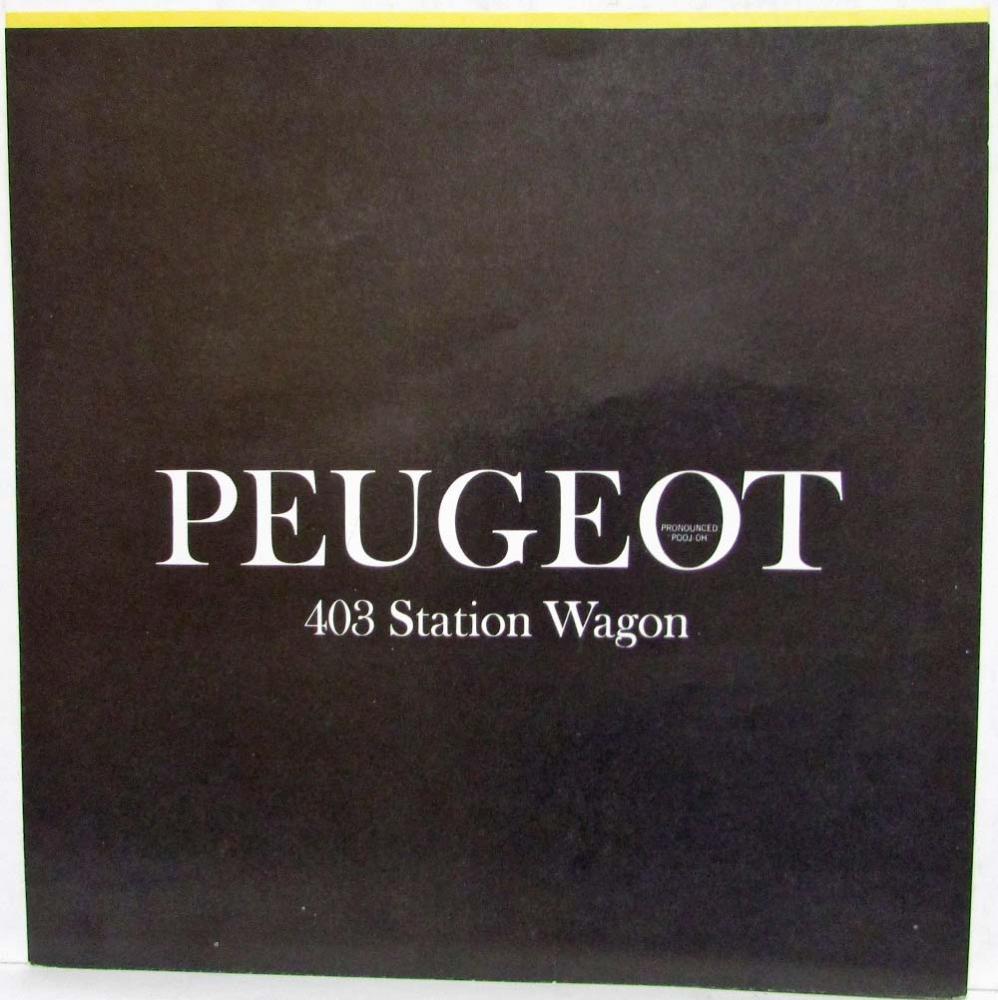 PEUGEOT
PRONOUNCED
POOJ-OH
403 Station Wagon